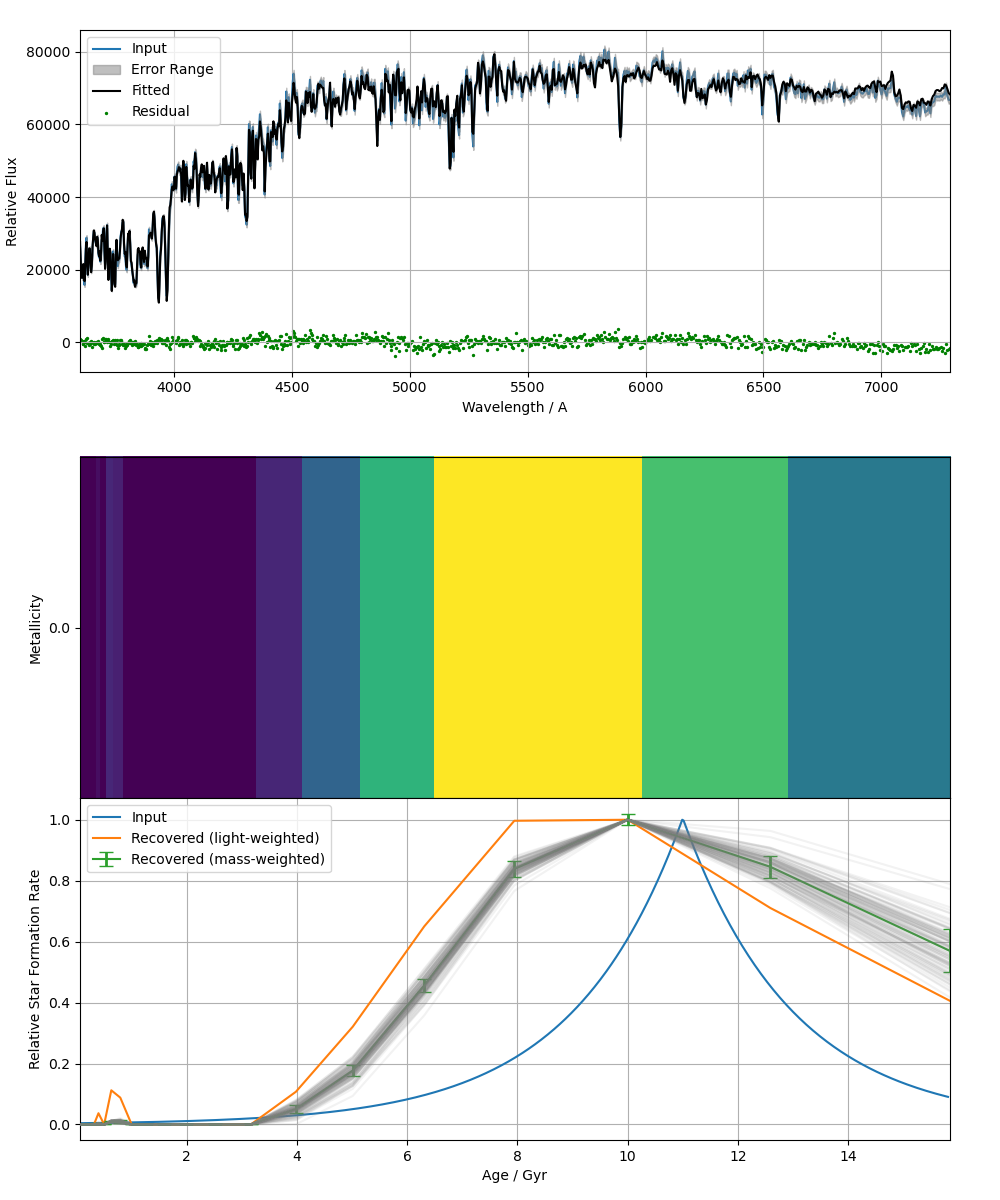 Input
Error Range
Fitted
Residual
80000
60000
40000
20000
0
Relative Flux
4000 4500 5000 5500 6000 6500 7000
Wavelength / A
Metallicity
0.0
Input
Recovered (light-weighted)
Recovered (mass-weighted)
1.0
0.8
0.6
0.4
0.2
0.0
Relative Star Formation Rate
2 4 6 8 10 12 14
Age / Gyr